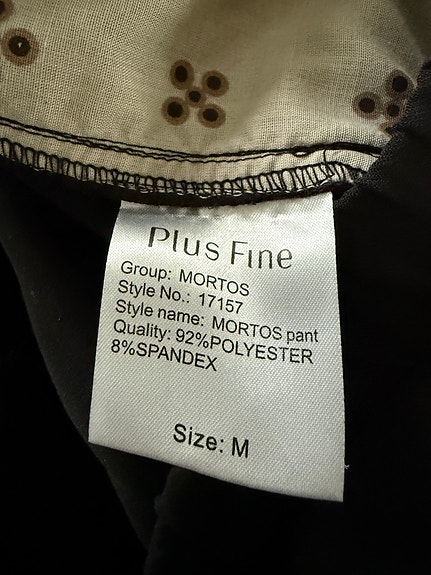 Plus Fine
Group: MORTOS
Style No.: 17157
Style name: MORTOS pant
Quality: 92%POLYESTER
8%SPANDEX
Size: M